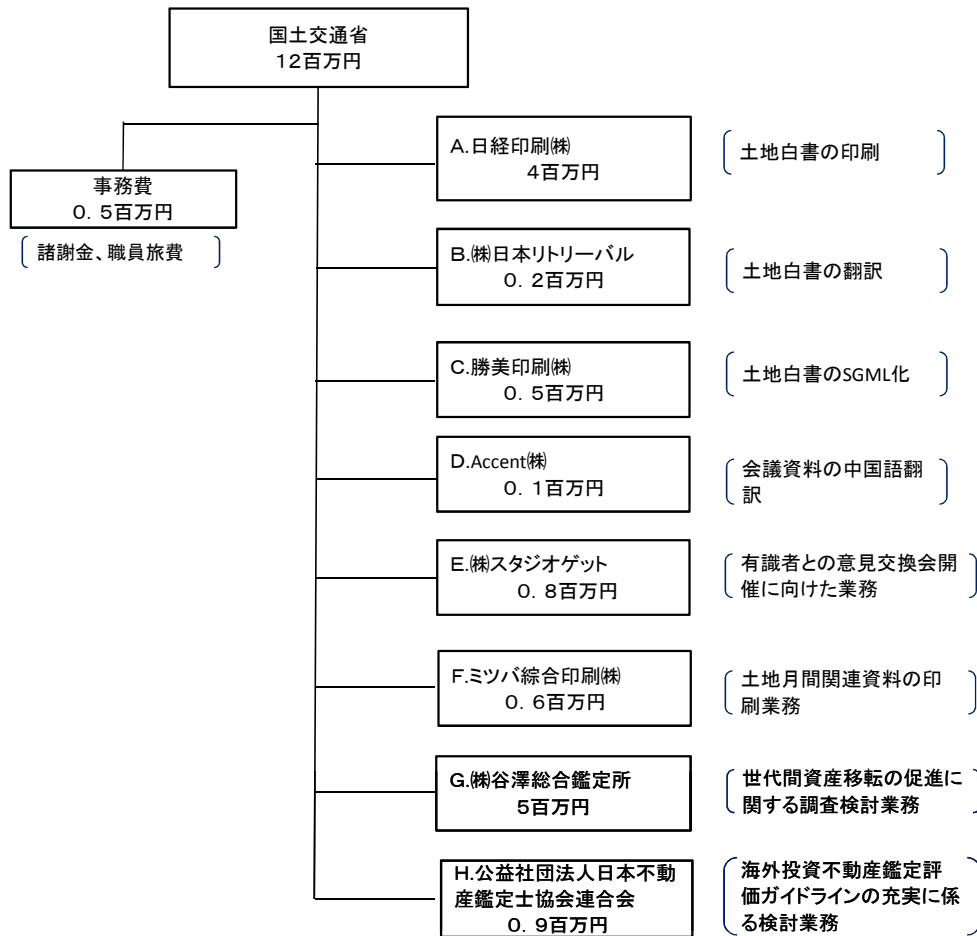 国土交通省
12百万円
事務費
０．５百万円
諸謝金、職員旅費
A.日経印刷㈱
4百万円
土地白書の印刷
B.㈱日本リトリーバル
０．２百万円
土地白書の翻訳
C.勝美印刷㈱
０．５百万円
土地白書のSGML化
D.Accent㈱
０．１百万円
会議資料の中国語翻
訳
E.㈱スタジオゲット
０．８百万円
有識者との意見交換会開
催に向けた業務
F.ミツバ綜合印刷㈱
０．６百万円
土地月間関連資料の印
刷業務
G.㈱谷澤総合鑑定所
5百万円
世代間資産移転の促進に
関する調査検討業務
H.公益社団法人日本不動
産鑑定士協会連合会
０．９百万円
海外投資不動産鑑定評
価ガイドラインの充実に係
る検討業務